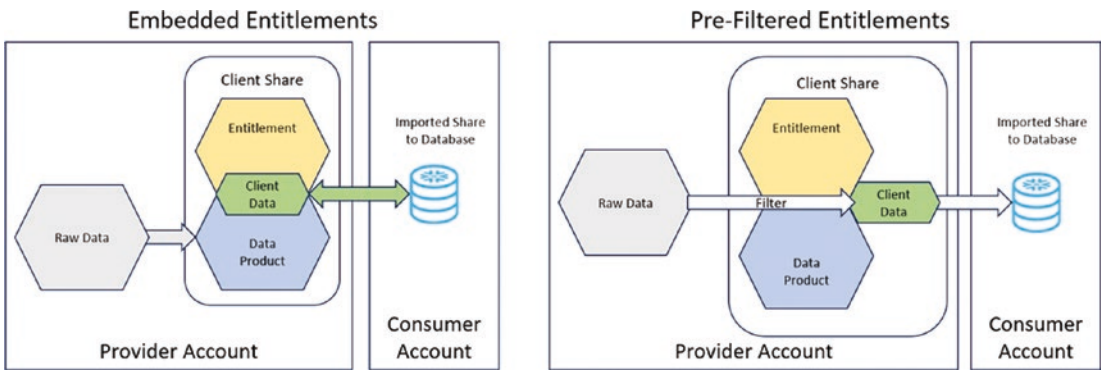 Embedded Entitlements
Client Share
Entitlement
Client
Data
Raw Data
Data
Product
Provider Account
Imported Share
to Database
Consumer
Account
Pre-Filtered Entitlements
Client Share
Entitlement
Raw Data
Filter
Client
Data
Data
Product
Provider Account
Imported Share
to Database
Consumer
Account